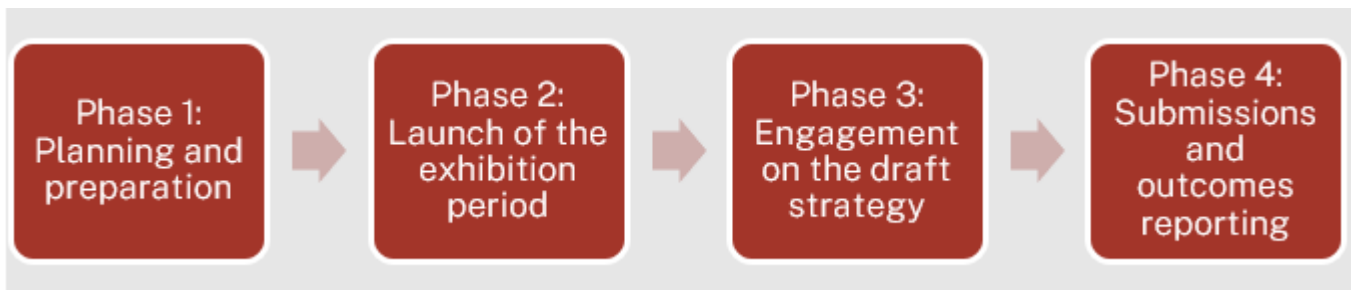 Phase 1:
Planning and
preparation
Phase 2:
Launch of the
exhibition
period
Phase 3:
Engagement
on the draft
strategy
Phase 4:
Submissions
and
outcomes
reporting